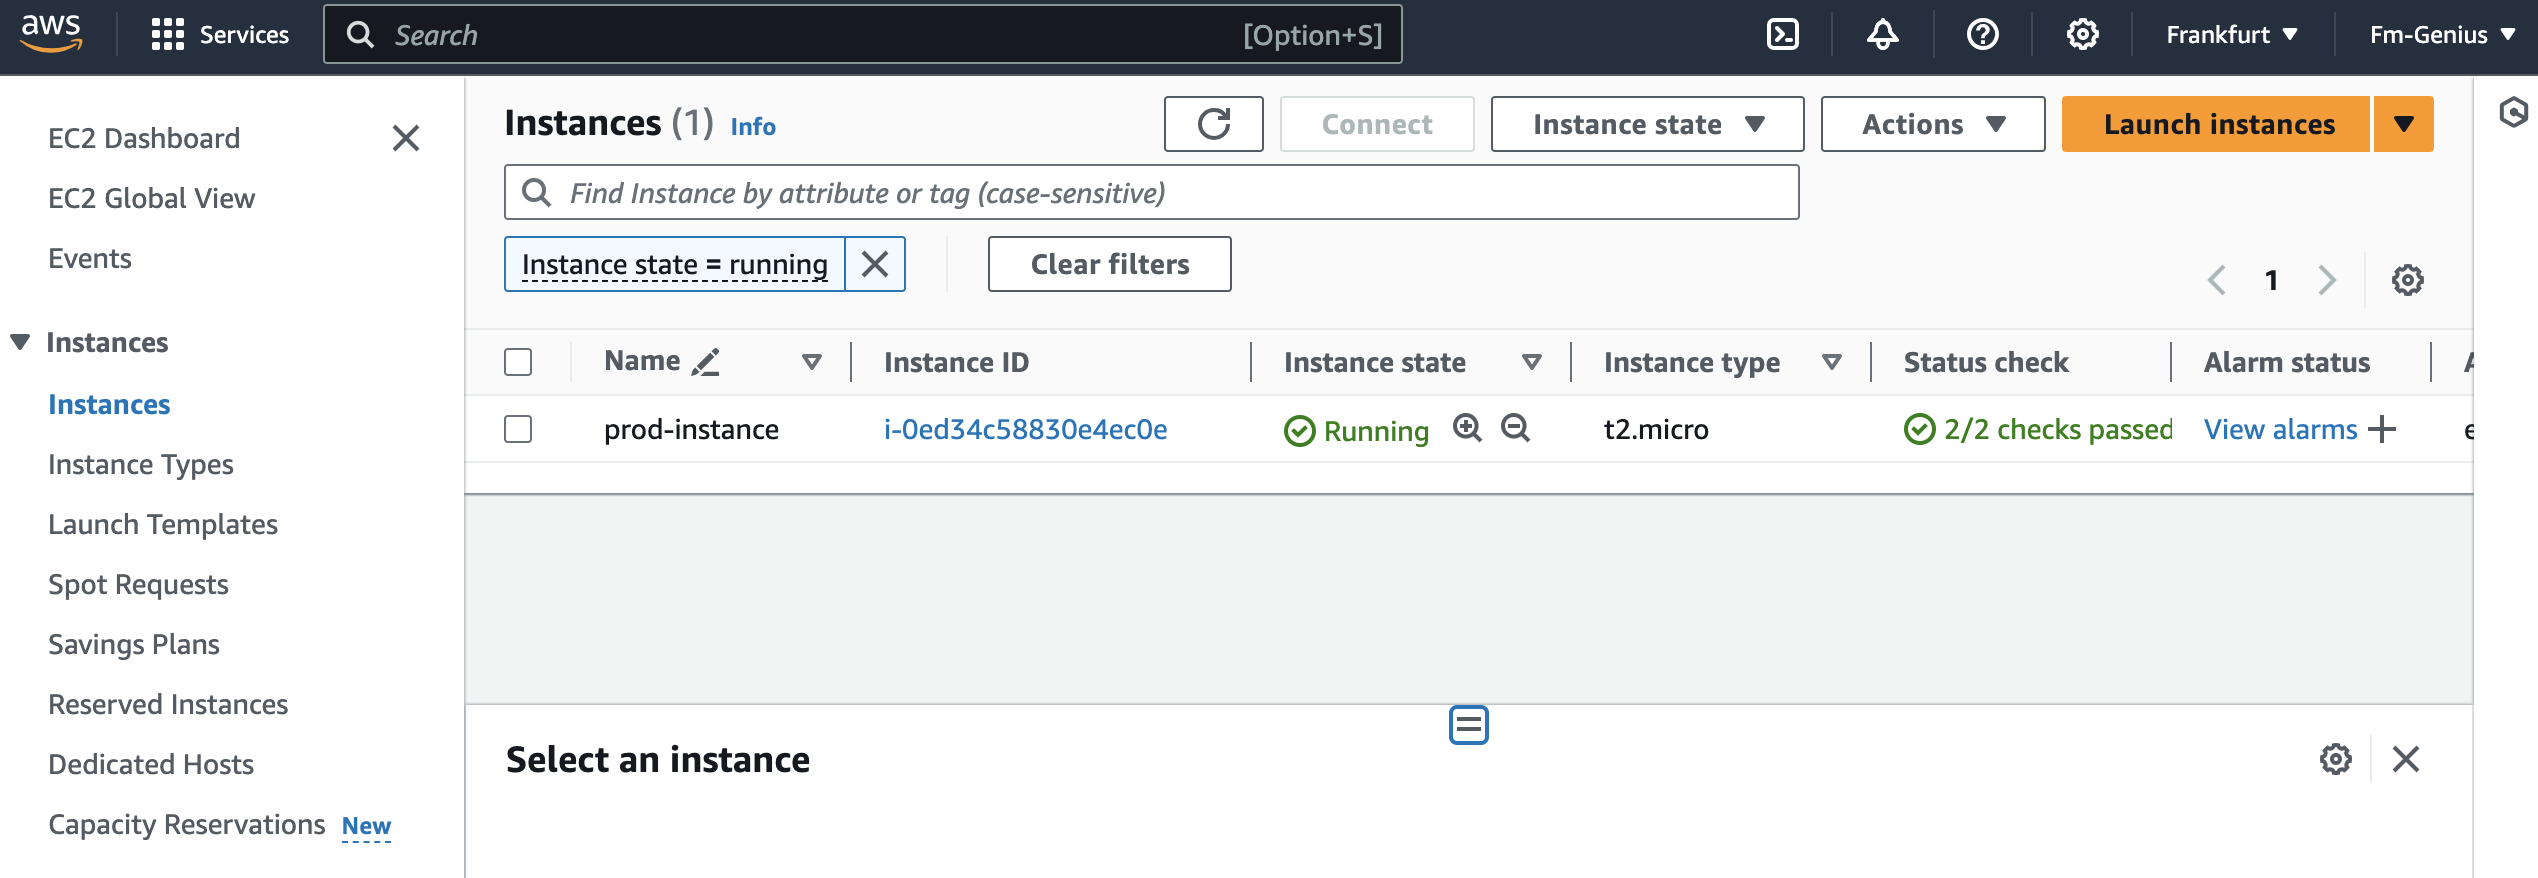 aws
Services
Search
[Option+S]
Frankfurt
Fm-Genius
EC2 Dashboard
EC2 Global View
Events
Instances
Instances
Instance Types
Launch Templates
Spot Requests
Savings Plans
Reserved Instances
Dedicated Hosts
Capacity Reservations New
Instances (1) Info
Connect
Instance state
Actions
Launch instances
Find Instance by attribute or tag (case-sensitive)
Instance state = running
Clear filters
1
Name
Instance ID
Instance state
Instance type
Status check
Alarm status
prod-instance
i-0ed34c58830e4ec0e
Running
t2.micro
2/2 checks passed
View alarms
Select an instance